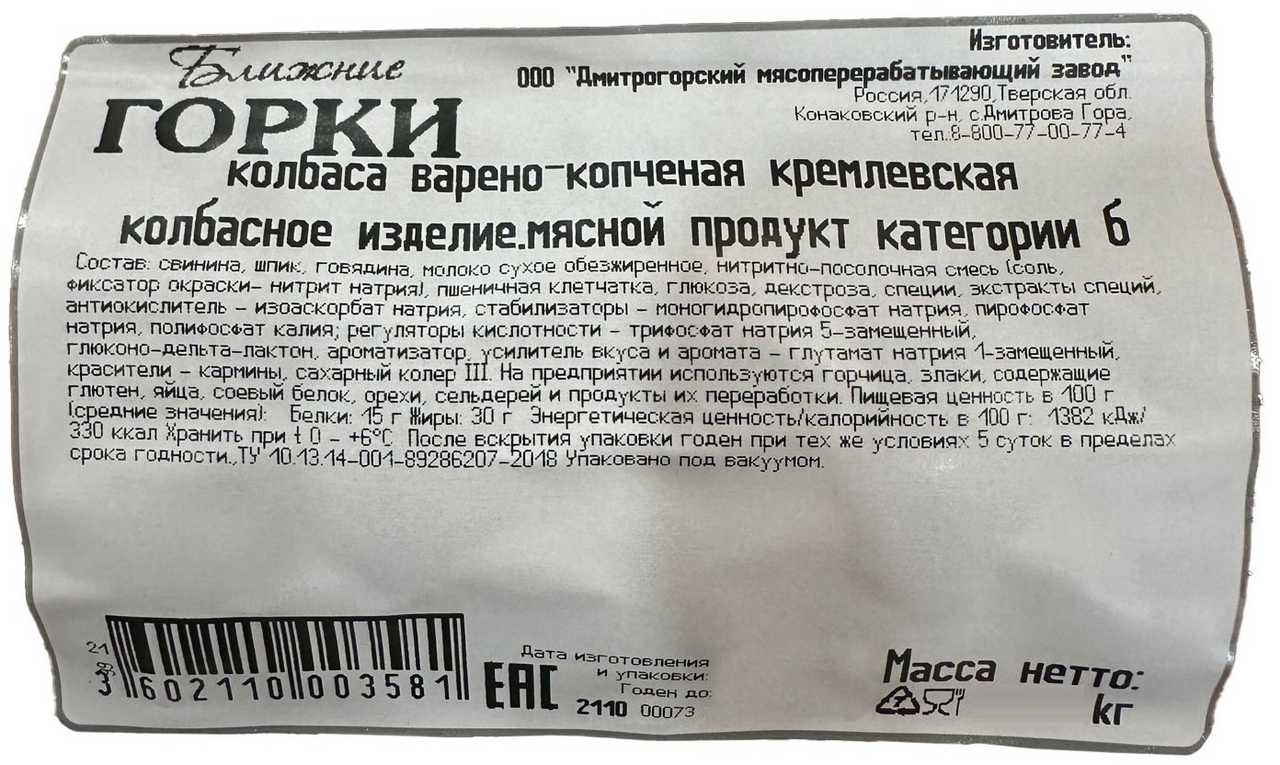 Ближние
ГОРКИ
Изготовитель:
ООО "Дмитрогорский мясоперерабатывающий завод"
Россия,171290,Тверская обл.
Конаковский р-н, с.Дмитрова Гора,
тел.:8-800-77-00-77-4
колбаса варено-копченая кремлевская
колбасное изделие.мясной продукт категории б
Состав: свинина, шпик, говядина, молоко сухое обезжиренное, нитритно-посолочная смесь (соль,
фиксатор окраски- нитрит натрия), пшеничная клетчатка, глюкоза, декстроза, специи, экстракты специй,
антиокислитель - изоаскорбат натрия, стабилизаторы - моногидропирофосфат натрия, пирофосфат
натрия, полифосфат калия; регуляторы кислотности - трифосфат натрия 5-замещенный,
глюконо-дельта-лактон, ароматизатор, усилитель вкуса и аромата - глутамат натрия 1-замещенный,
красители - кармины, сахарный колер III. На предприятии используются горчица, злаки, содержащие
глютен, яйца, соевый белок, орехи, сельдерей и продукты их переработки. Пищевая ценность в 100 г
(средние значения): Белки: 15 г Жиры: 30 г Энергетическая ценность/калорийность в 100 г: 1382 кДж/
330 ккал Хранить при t 0 - +6°C После вскрытия упаковки годен при тех же условиях 5 суток в пределах
срока годности.,ТУ 10.13.14-001-89286207-2018 Упаковано под вакуумом.
21
3 602110 003581
EAC
Дата изготовления
и упаковки:
Годен до:
2110 00073
Масса нетто:
кг